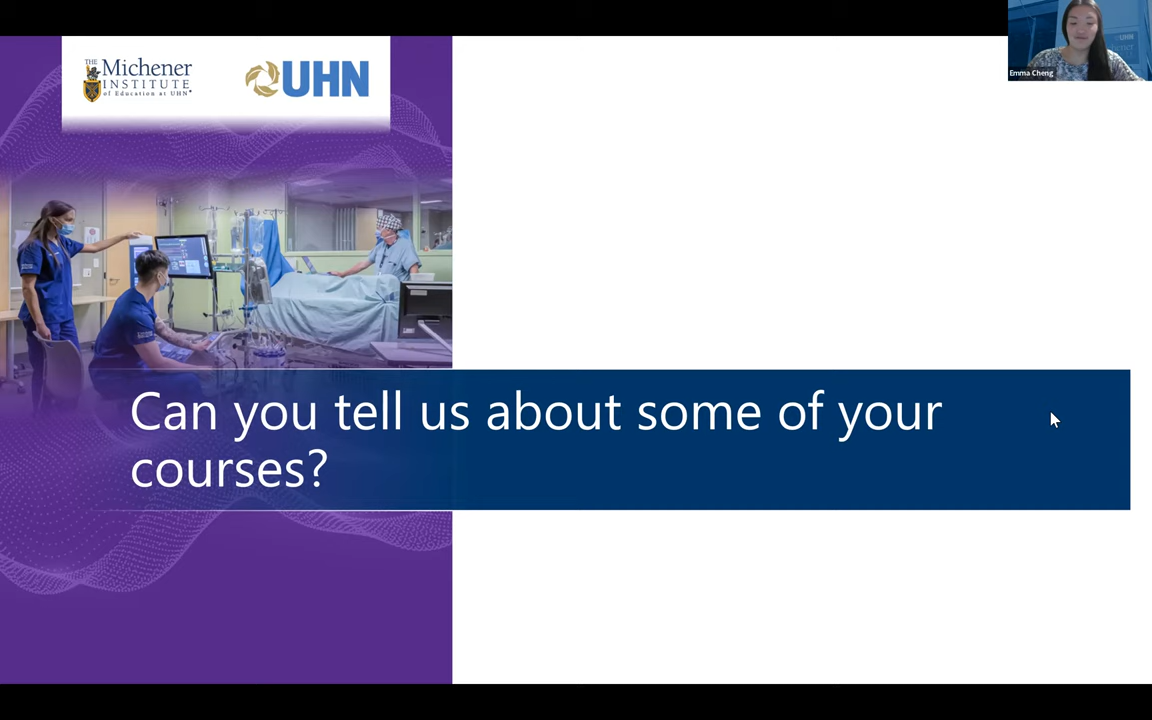 THE
Michener
INSTITUTE
of Education at UHN
UHN
Emma Cheng
Can you tell us about some of your
courses?